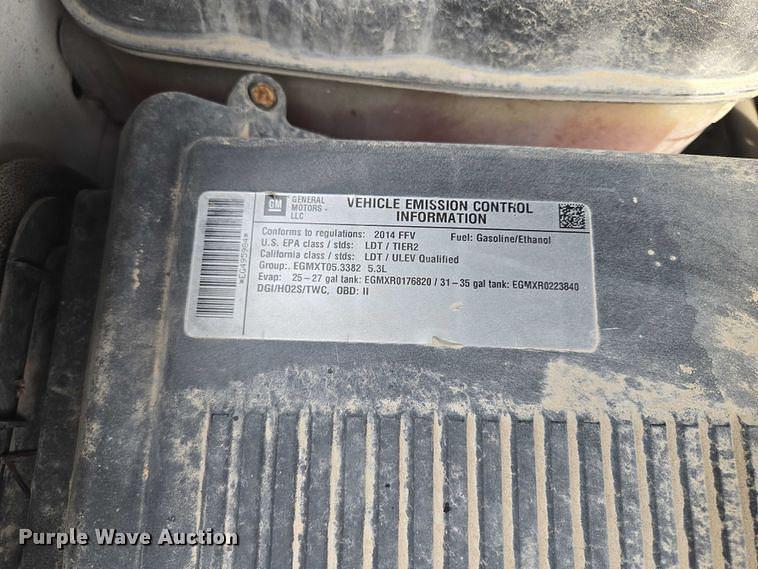 GM
GENERAL MOTORS - LLC
VEHICLE EMISSION CONTROL INFORMATION
Conforms to regulations: 2014 FFV Fuel: Gasoline/Ethanol
U.S. EPA class / stds: LDT / TIER2
California class / stds: LDT / ULEV Qualified
Group: EGMXT05.3382 5.3L
Evap: 25-27 gal tank: EGMXR0176820 / 31-35 gal tank: EGMXR0223840
DGI/HO2S/TWC, OBD: II
*EG495984*
Purple Wave Auction